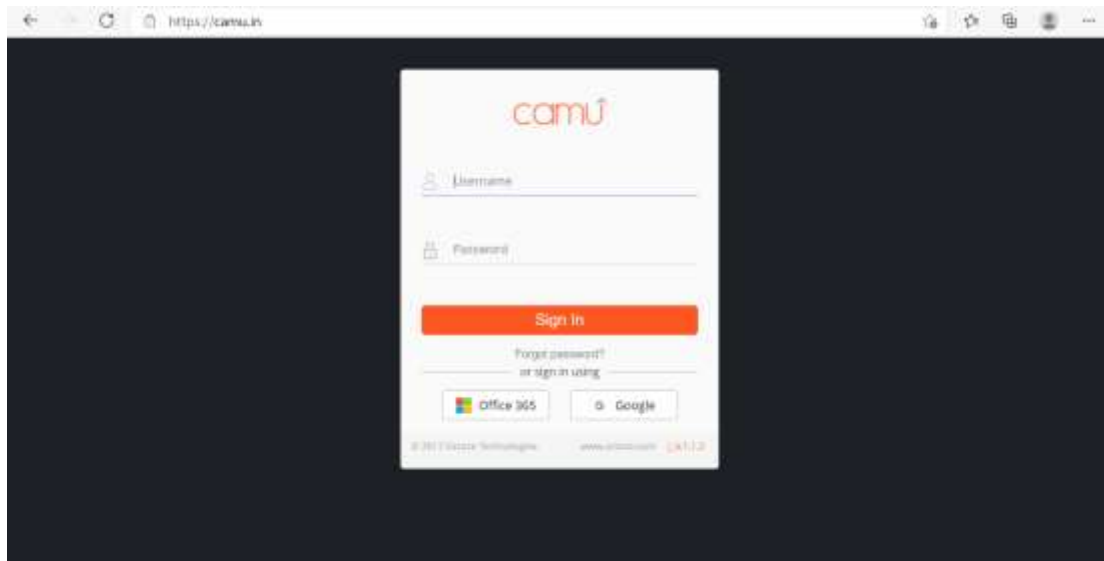 https://camu.in
camu
Username
Password
Sign In
Forgot password?
or sign in using
Office 365
G Google